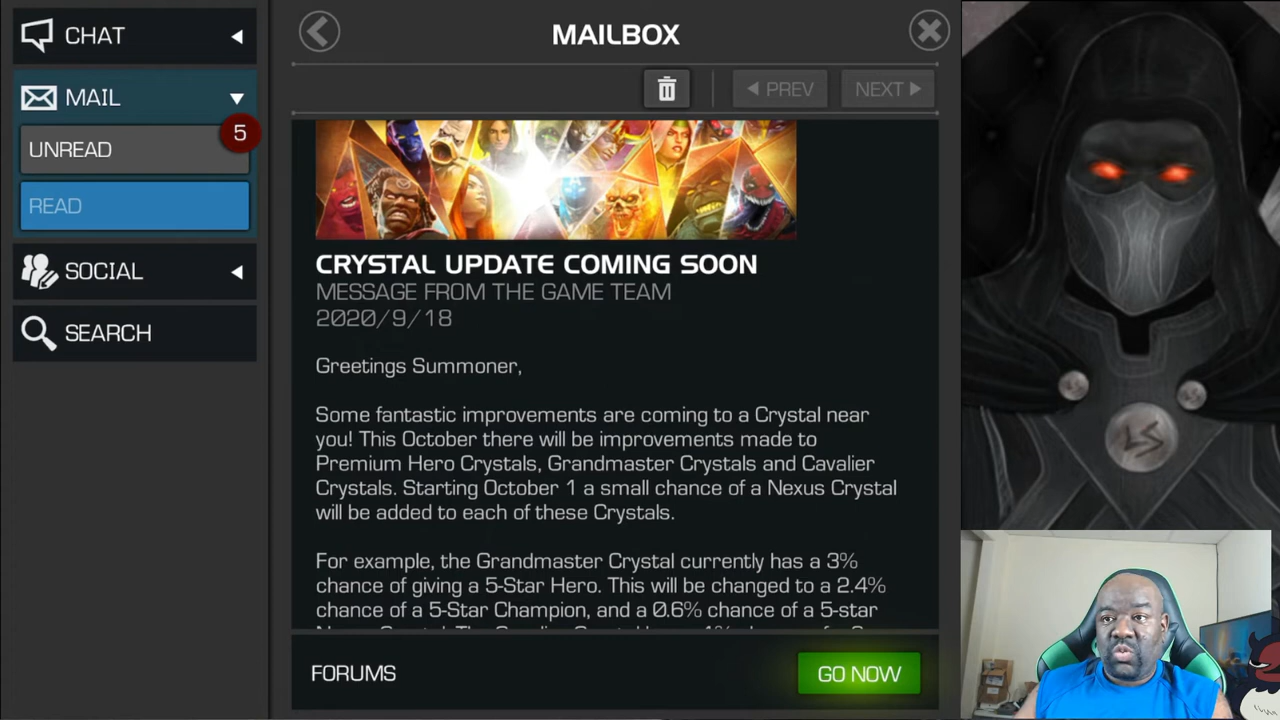 CHAT
MAIL
5
UNREAD
READ
SOCIAL
SEARCH
MAILBOX
PREV
NEXT
CRYSTAL UPDATE COMING SOON
MESSAGE FROM THE GAME TEAM
2020/9/18
Greetings Summoner,
Some fantastic improvements are coming to a Crystal near
you! This October there will be improvements made to
Premium Hero Crystals, Grandmaster Crystals and Cavalier
Crystals. Starting October 1 a small chance of a Nexus Crystal
will be added to each of these Crystals.
For example, the Grandmaster Crystal currently has a 3%
chance of giving a 5-Star Hero. This will be changed to a 2.4%
chance of a 5-Star Champion, and a 0.6% chance of a 5-star
FORUMS
GO NOW